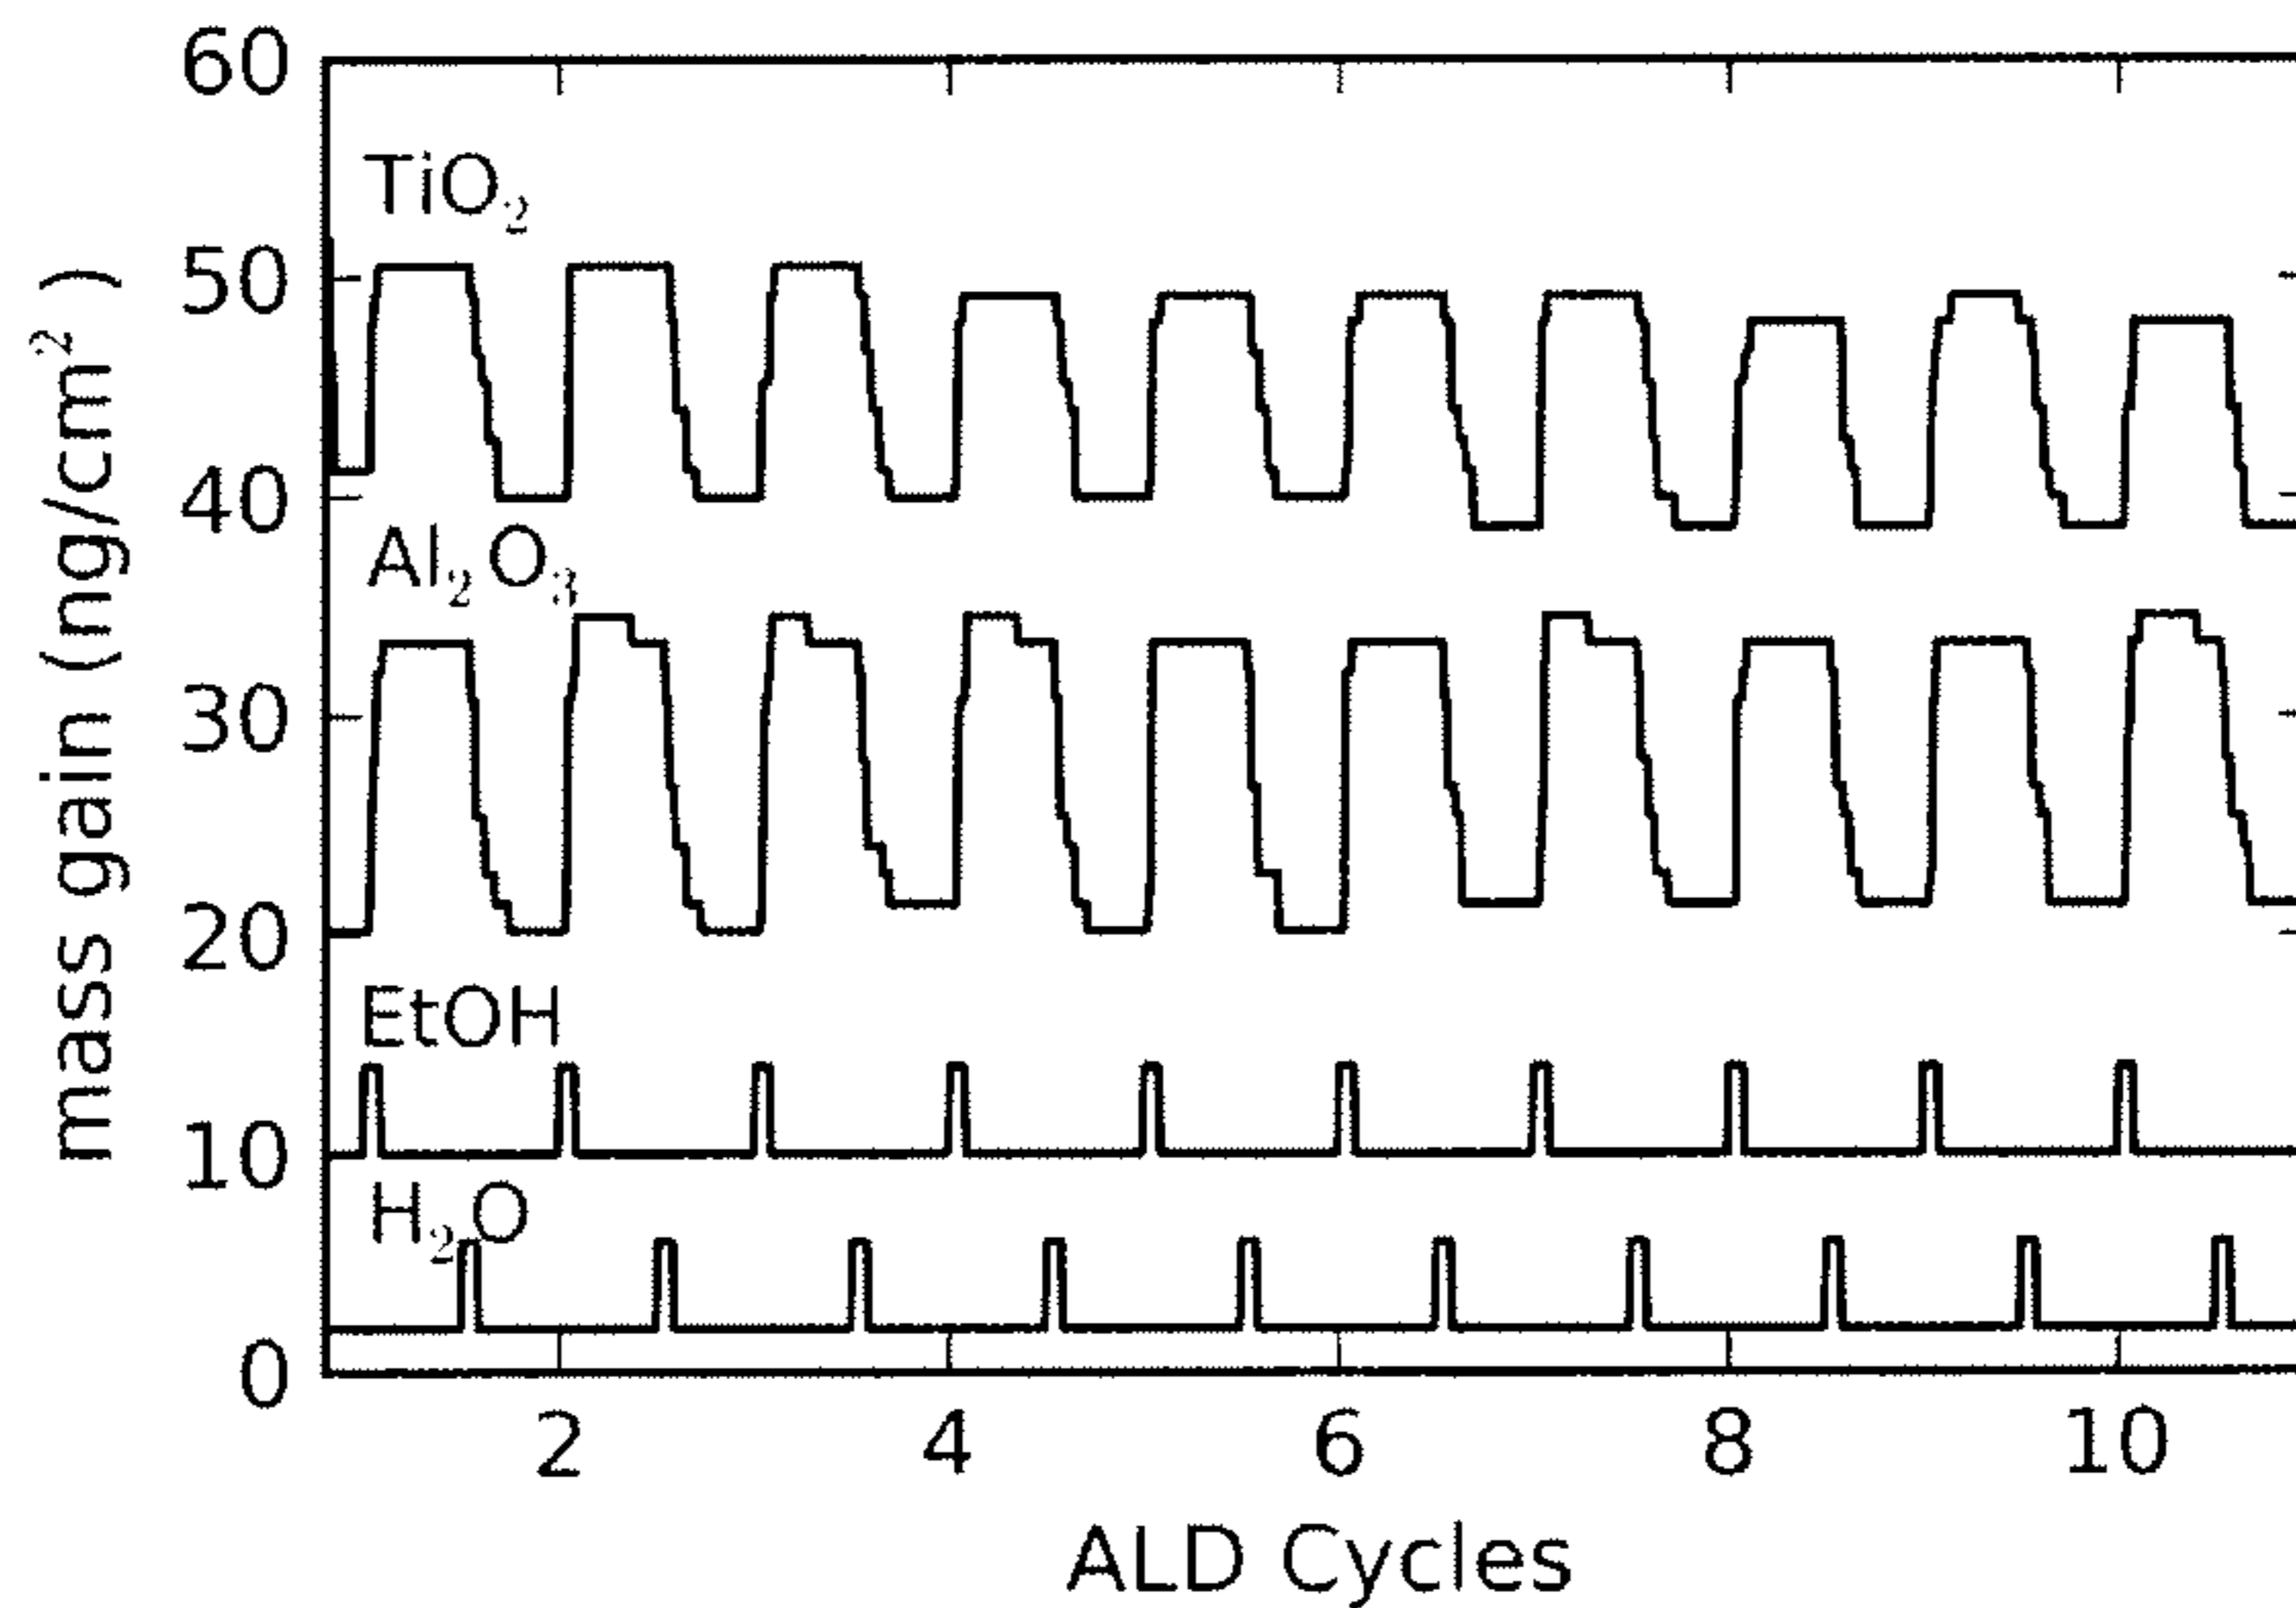 60
TiO₂
50
40
Al₂O₃
30
20
EtOH
10
H₂O
0
2 4 6 8 10
ALD Cycles
mass gain (ng/cm²)